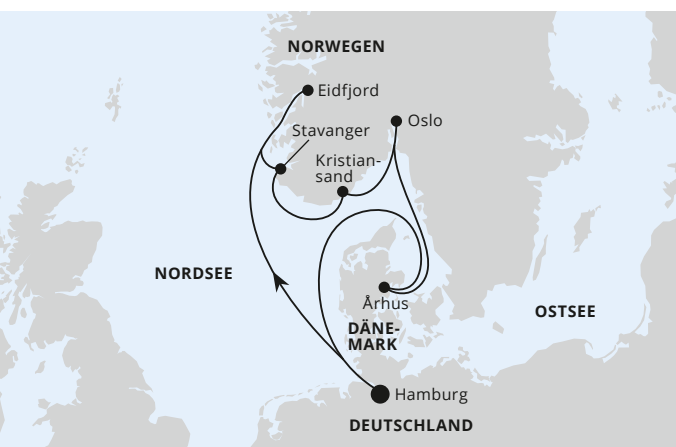 NORWEGEN
Eidfjord
Oslo
Stavanger
Kristian-
sand
NORDSEE
Århus
OSTSEE
DÄNE-
MARK
Hamburg
DEUTSCHLAND